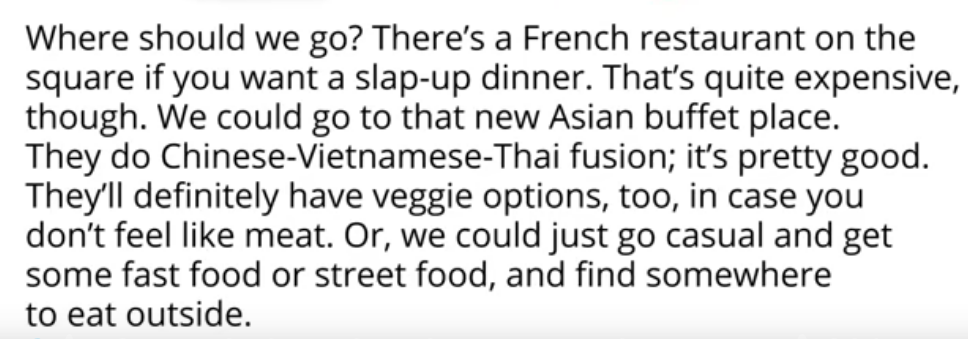 Where should we go? There's a French restaurant on the
square if you want a slap-up dinner. That's quite expensive,
though. We could go to that new Asian buffet place.
They do Chinese-Vietnamese-Thai fusion; it's pretty good.
They'll definitely have veggie options, too, in case you
don't feel like meat. Or, we could just go casual and get
some fast food or street food, and find somewhere
to eat outside.